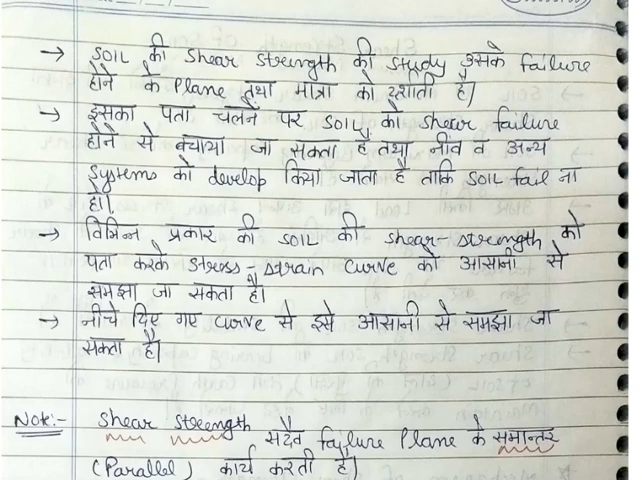 → SOIL की Shear Strength की Study उसके failure
होने के Plane तथा मात्रा को दर्शाती है।
→ इसका पता चलने पर SOIL को Shear failure
होने से बचाया जा सकता है तथा नींव व अन्य
Systems को develop किया जाता है ताकि SOIL fail ना
हो।
→ विभिन्न प्रकार की SOIL की Shear-strength को
पता करके Stress-strain curve को आसानी से
समझा जा सकता है।
→ नीचे दिए गए curve से इसे आसानी से समझा जा
सकता है।
Note:- Shear Strength सदैव failure Plane के समान्तर
(Parallel) कार्य करती है।